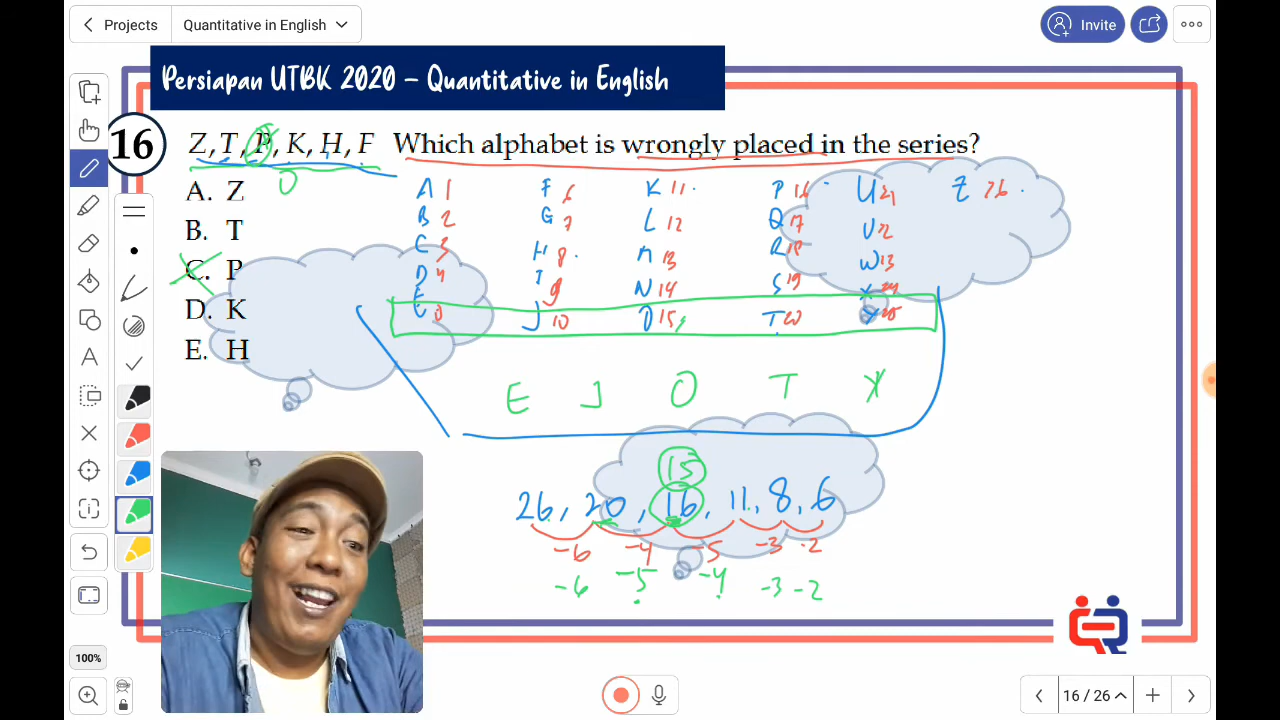 Projects
Quantitative in English
Invite
Persiapan UTBK 2020 – Quantitative in English
16
Z, T, P, K, H, F Which alphabet is wrongly placed in the series?
O
A. Z
B. T
C. P
D. K
E. H
A 1 F 6 K 11 P 16 U 21 Z 26
B 2 G 7 L 12 Q 17 V 22
C 3 H 8 M 13 R 18 W 23
D 4 I 9 N 14 S 19 X 24
E 5 J 10 O 15 T 20 Y 25
E J O T X
15
26, 20, 16, 11, 8, 6
-6 -4 -5 -3 -2
-6 -5 -4 -3 -2
100%
16 / 26